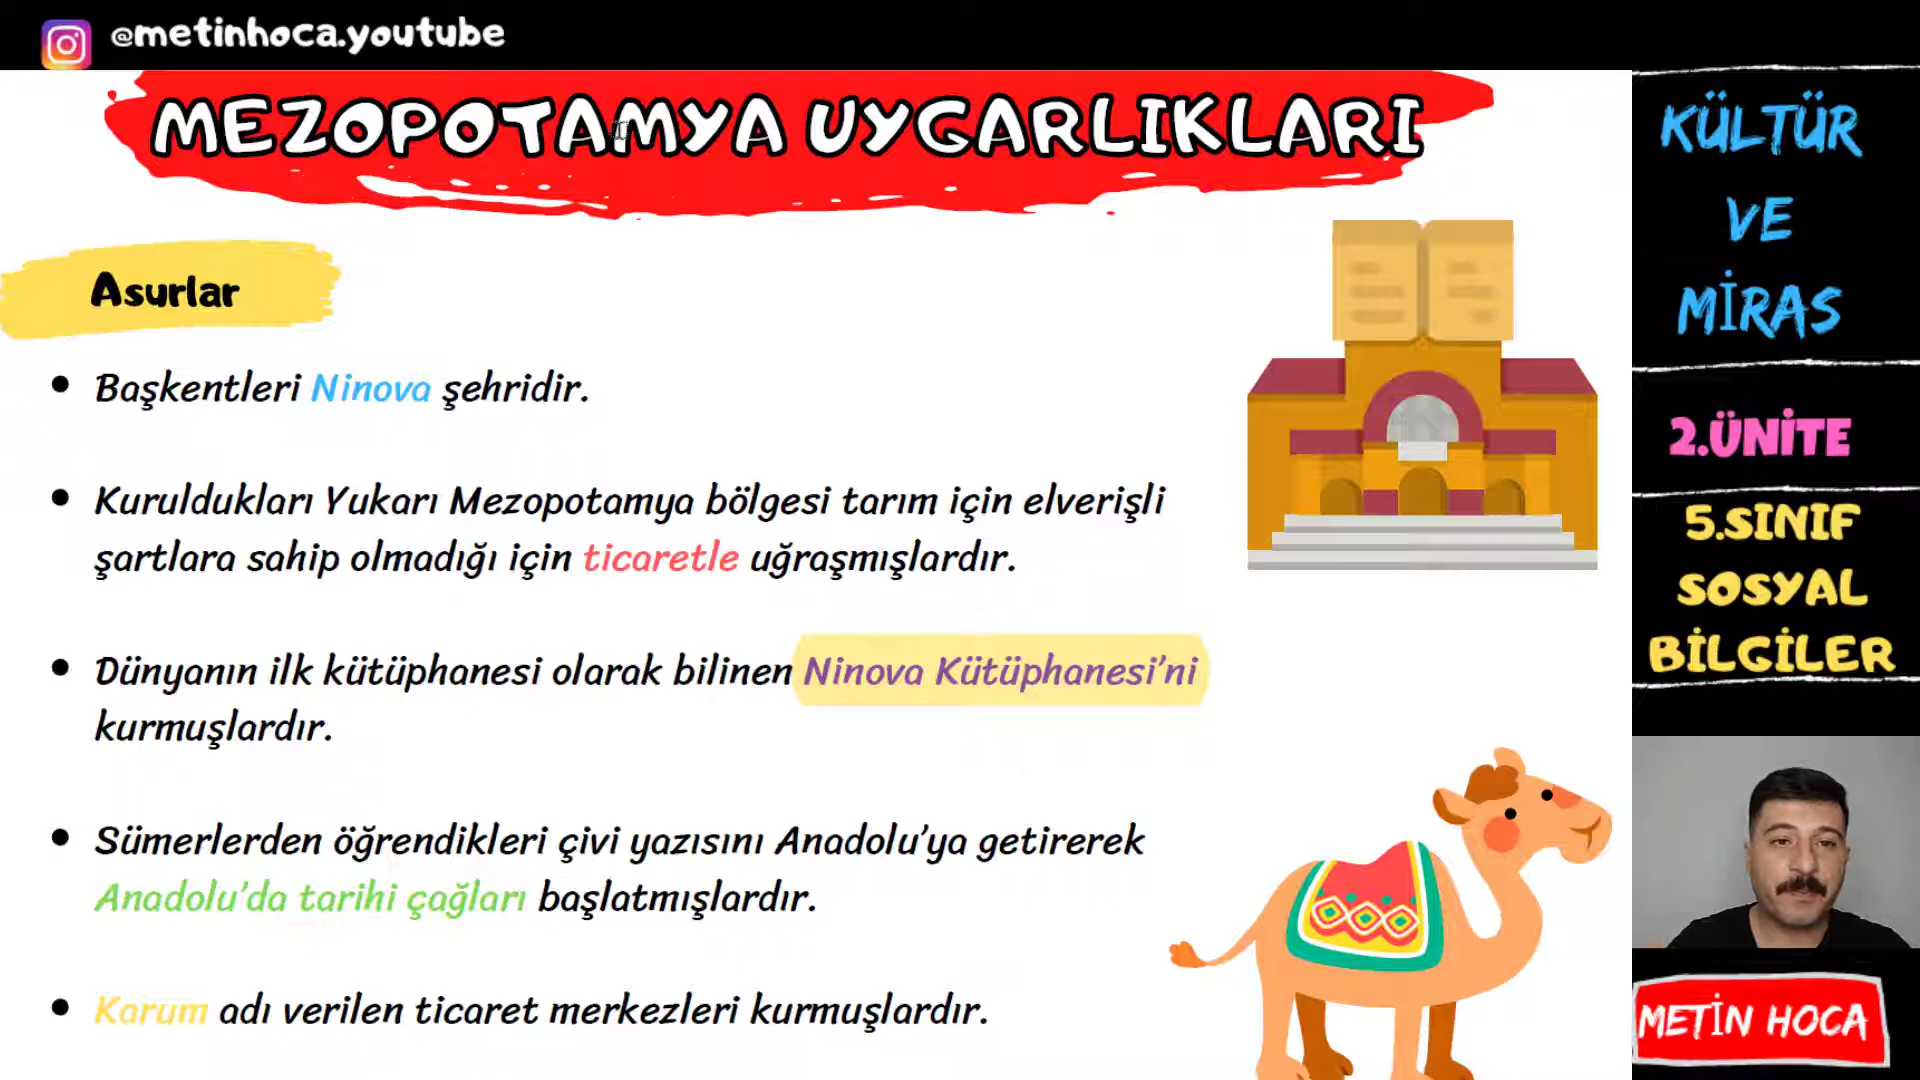 @metinhoca.youtube
MEZOPOTAMYA UYGARLIKLARI
Asurlar
• Başkentleri Ninova şehridir.
• Kuruldukları Yukarı Mezopotamya bölgesi tarım için elverişli
şartlara sahip olmadığı için ticaretle uğraşmışlardır.
• Dünyanın ilk kütüphanesi olarak bilinen Ninova Kütüphanesi'ni
kurmuşlardır.
• Sümerlerden öğrendikleri çivi yazısını Anadolu'ya getirerek
Anadolu'da tarihi çağları başlatmışlardır.
• Karum adı verilen ticaret merkezleri kurmuşlardır.
KÜLTÜR
VE
MİRAS
2.ÜNİTE
5.SINIF
SOSYAL
BİLGİLER
METİN HOCA